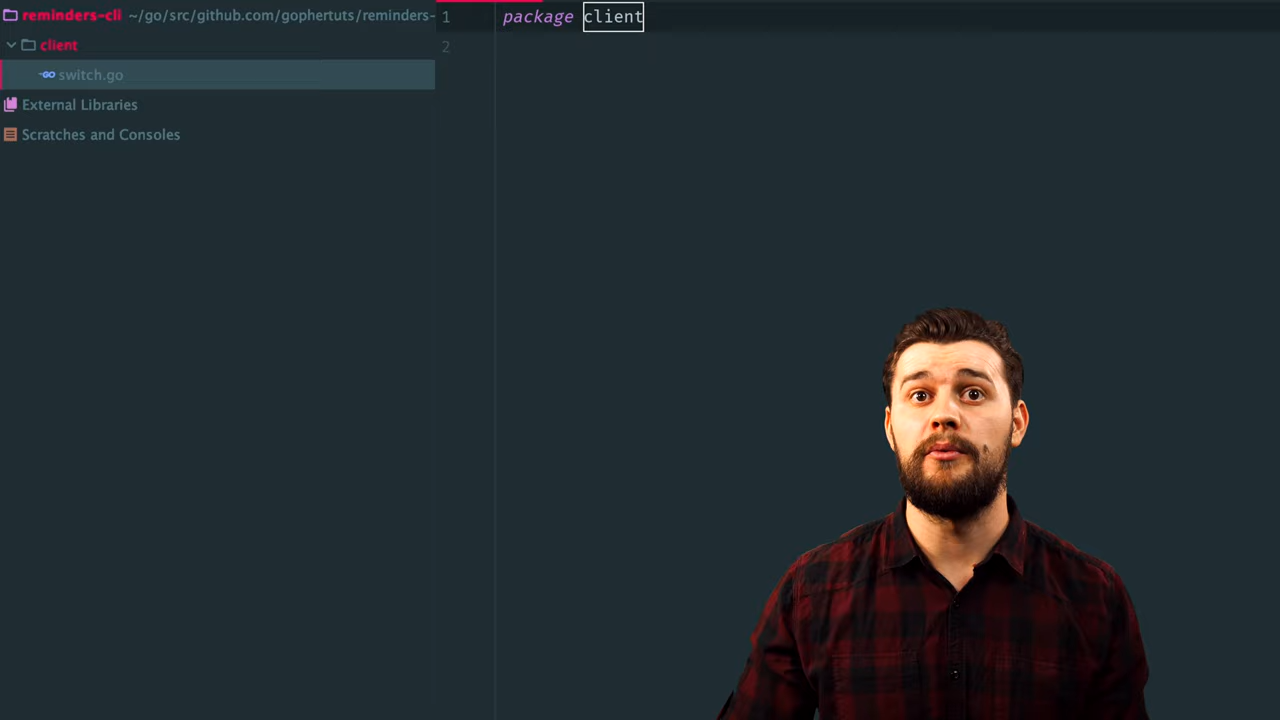 reminders-cli ~/go/src/github.com/gophertuts/reminders-
client
switch.go
External Libraries
Scratches and Consoles
1 package client
2